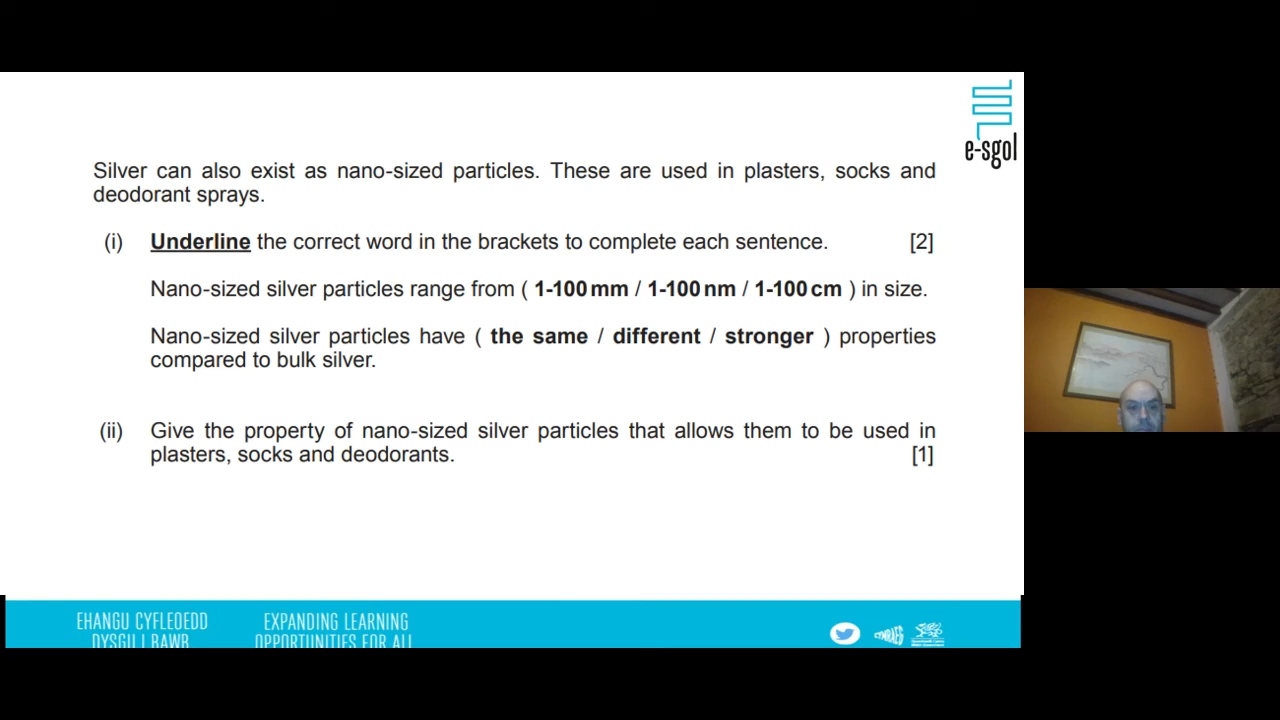 e-sgol
Silver can also exist as nano-sized particles. These are used in plasters, socks and
deodorant sprays.
(i) Underline the correct word in the brackets to complete each sentence. [2]
Nano-sized silver particles range from ( 1-100 mm / 1-100 nm / 1-100 cm ) in size.
Nano-sized silver particles have ( the same / different / stronger ) properties
compared to bulk silver.
(ii) Give the property of nano-sized silver particles that allows them to be used in
plasters, socks and deodorants. [1]
EHANGU CYFLEOEDD
DYSGU I BAWB
EXPANDING LEARNING
OPPORTUNITIES FOR ALL